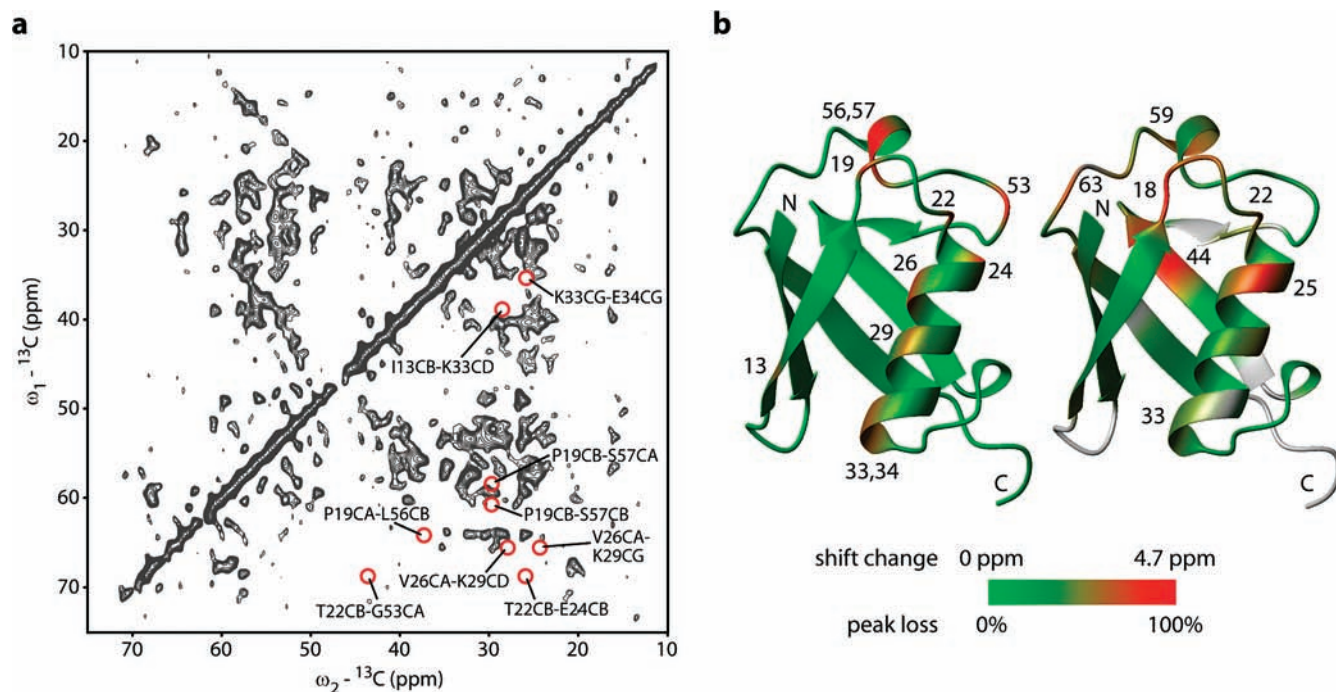 a
10
20
30
40
50
60
70
ω1 - 13C (ppm)
70
60
50
40
30
20
10
ω2 - 13C (ppm)
K33CG-E34CG
I13CB-K33CD
P19CB-S57CA
P19CB-S57CB
P19CA-L56CB
V26CA-
K29CG
V26CA-K29CD
T22CB-G53CA
T22CB-E24CB
b
56,57
19
22
53
N
26
24
29
13
33,34
C
59
63
18
22
N
44
25
33
C
shift change
0 ppm
4.7 ppm
peak loss
0%
100%